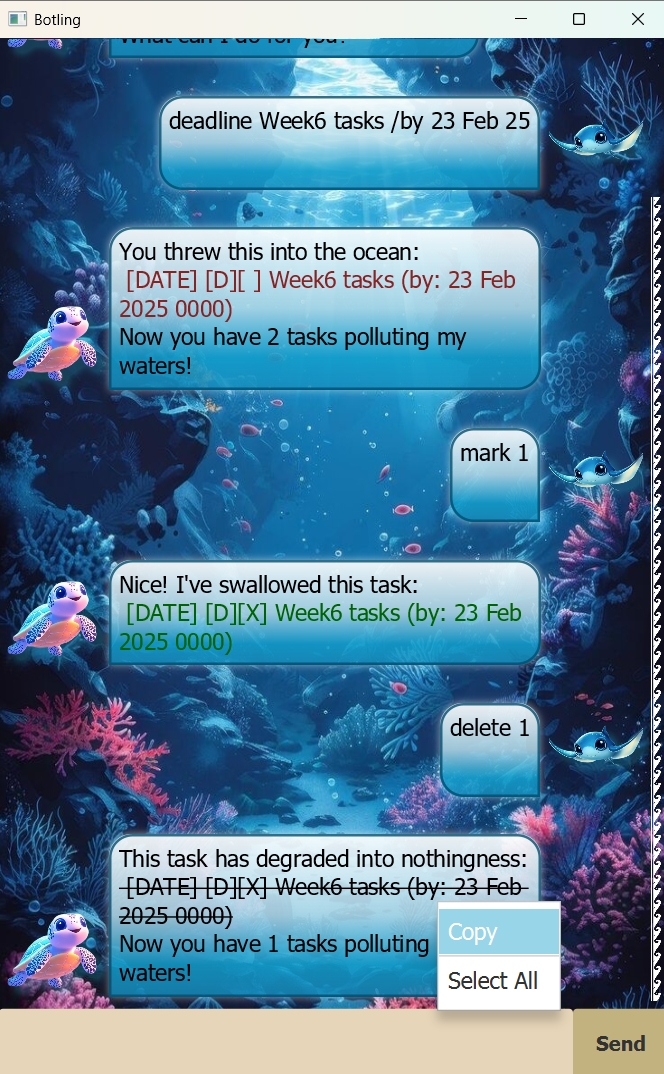 Botling
What can I do for you?
deadline Week6 tasks /by 23 Feb 25
You threw this into the ocean:
[DATE] [D][ ] Week6 tasks (by: 23 Feb
2025 0000)
Now you have 2 tasks polluting my
waters!
mark 1
Nice! I've swallowed this task:
[DATE] [D][X] Week6 tasks (by: 23 Feb
2025 0000)
delete 1
This task has degraded into nothingness:
[DATE] [D][X] Week6 tasks (by: 23 Feb
2025 0000)
Now you have 1 tasks polluting
waters!
Copy
Select All
Send